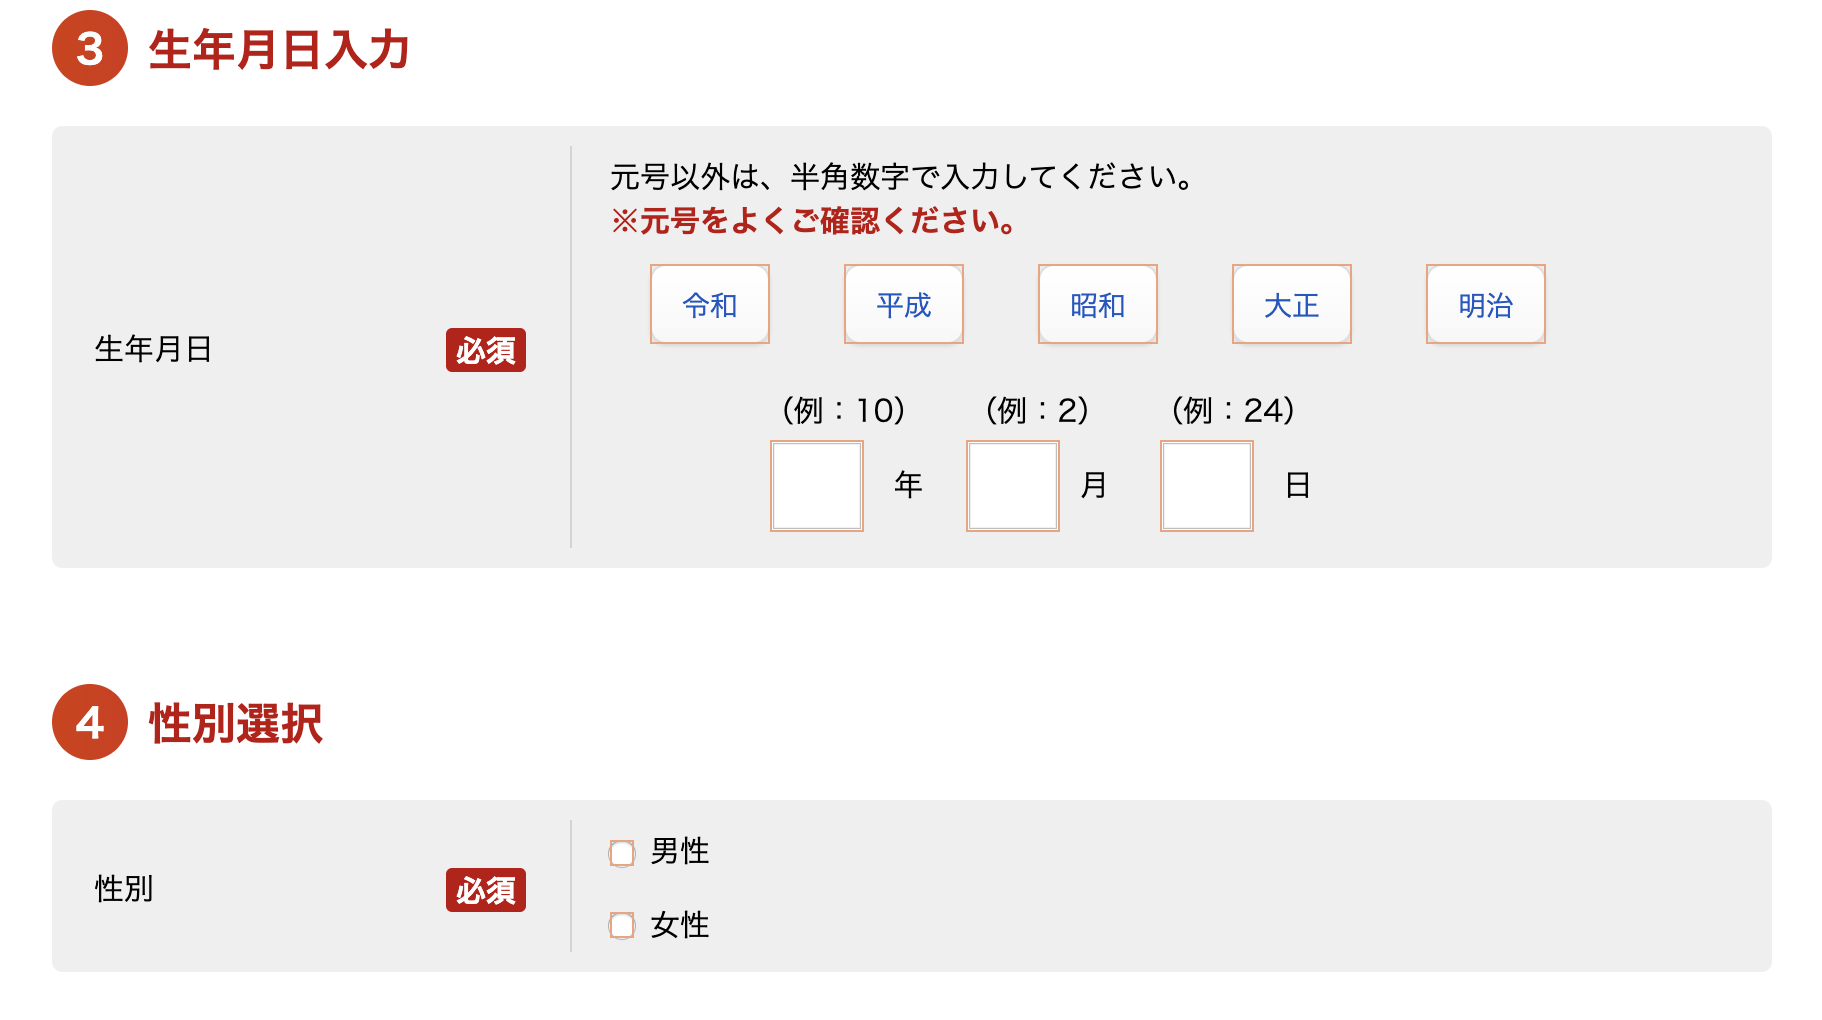 3 生年月日入力
元号以外は、半角数字で入力してください。
※元号をよくご確認ください。
令和 平成 昭和 大正 明治
生年月日 必須
（例：10） （例：2） （例：24）
年 月 日
4 性別選択
男性
性別 必須
女性